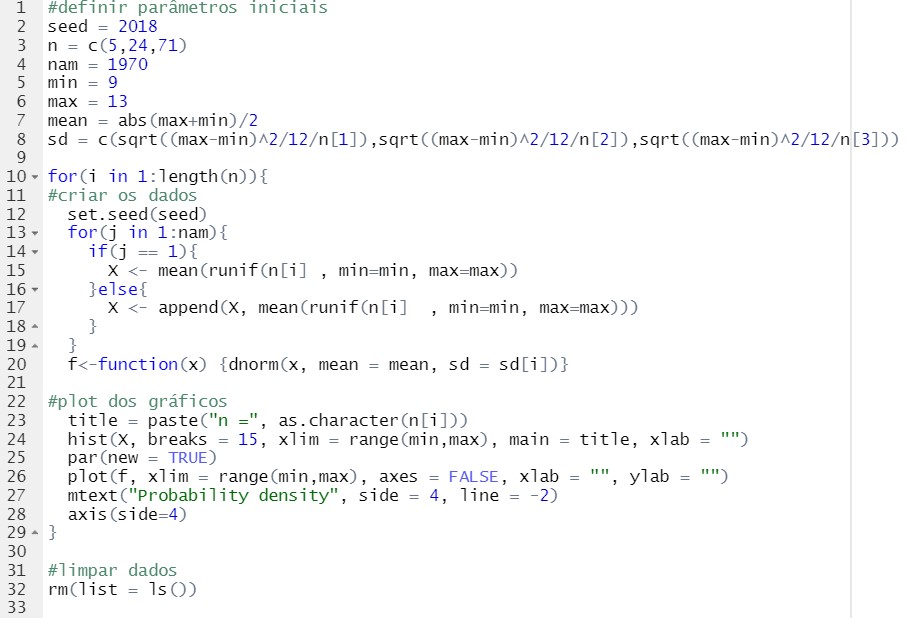 1 #definir parâmetros iniciais
2 seed = 2018
3 n = c(5,24,71)
4 nam = 1970
5 min = 9
6 max = 13
7 mean = abs(max+min)/2
8 sd = c(sqrt((max-min)^2/12/n[1]),sqrt((max-min)^2/12/n[2]),sqrt((max-min)^2/12/n[3]))
9
10 for(i in 1:length(n)){
11 #criar os dados
12   set.seed(seed)
13   for(j in 1:nam){
14     if(j == 1){
15       X <- mean(runif(n[i] , min=min, max=max))
16     }else{
17       X <- append(X, mean(runif(n[i]  , min=min, max=max)))
18     }
19   }
20   f<-function(x) {dnorm(x, mean = mean, sd = sd[i])}
21
22 #plot dos gráficos
23   title = paste("n =", as.character(n[i]))
24   hist(X, breaks = 15, xlim = range(min,max), main = title, xlab = "")
25   par(new = TRUE)
26   plot(f, xlim = range(min,max), axes = FALSE, xlab = "", ylab = "")
27   mtext("Probability density", side = 4, line = -2)
28   axis(side=4)
29 }
30
31 #limpar dados
32 rm(list = ls())
33